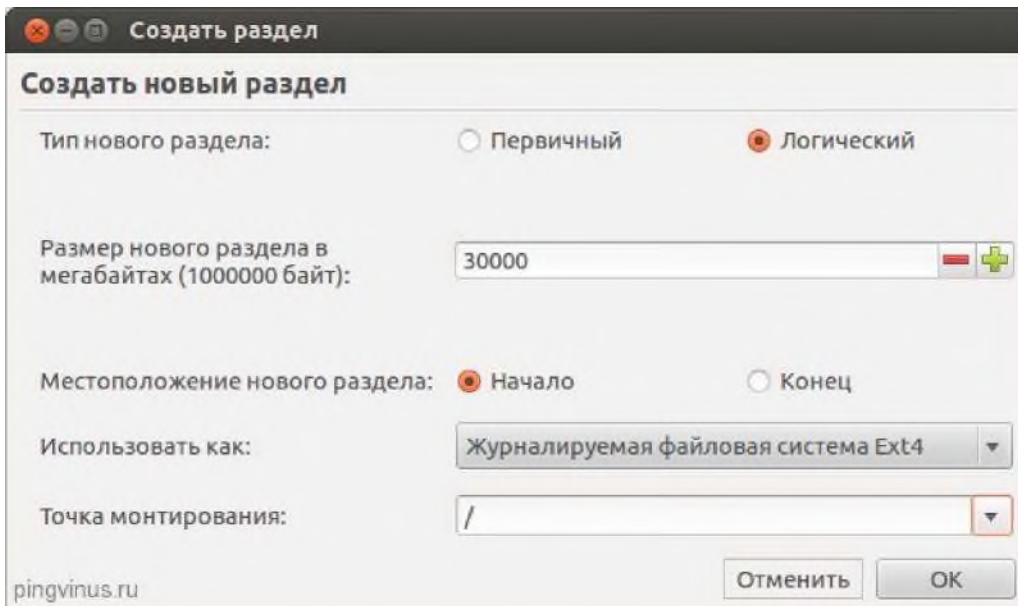 Создать раздел
Создать новый раздел
Тип нового раздела:
Первичный
Логический
Размер нового раздела в
мегабайтах (1000000 байт):
30000
Местоположение нового раздела:
Начало
Конец
Использовать как:
Журналируемая файловая система Ext4
Точка монтирования:
/
Отменить
OK
pingvinus.ru